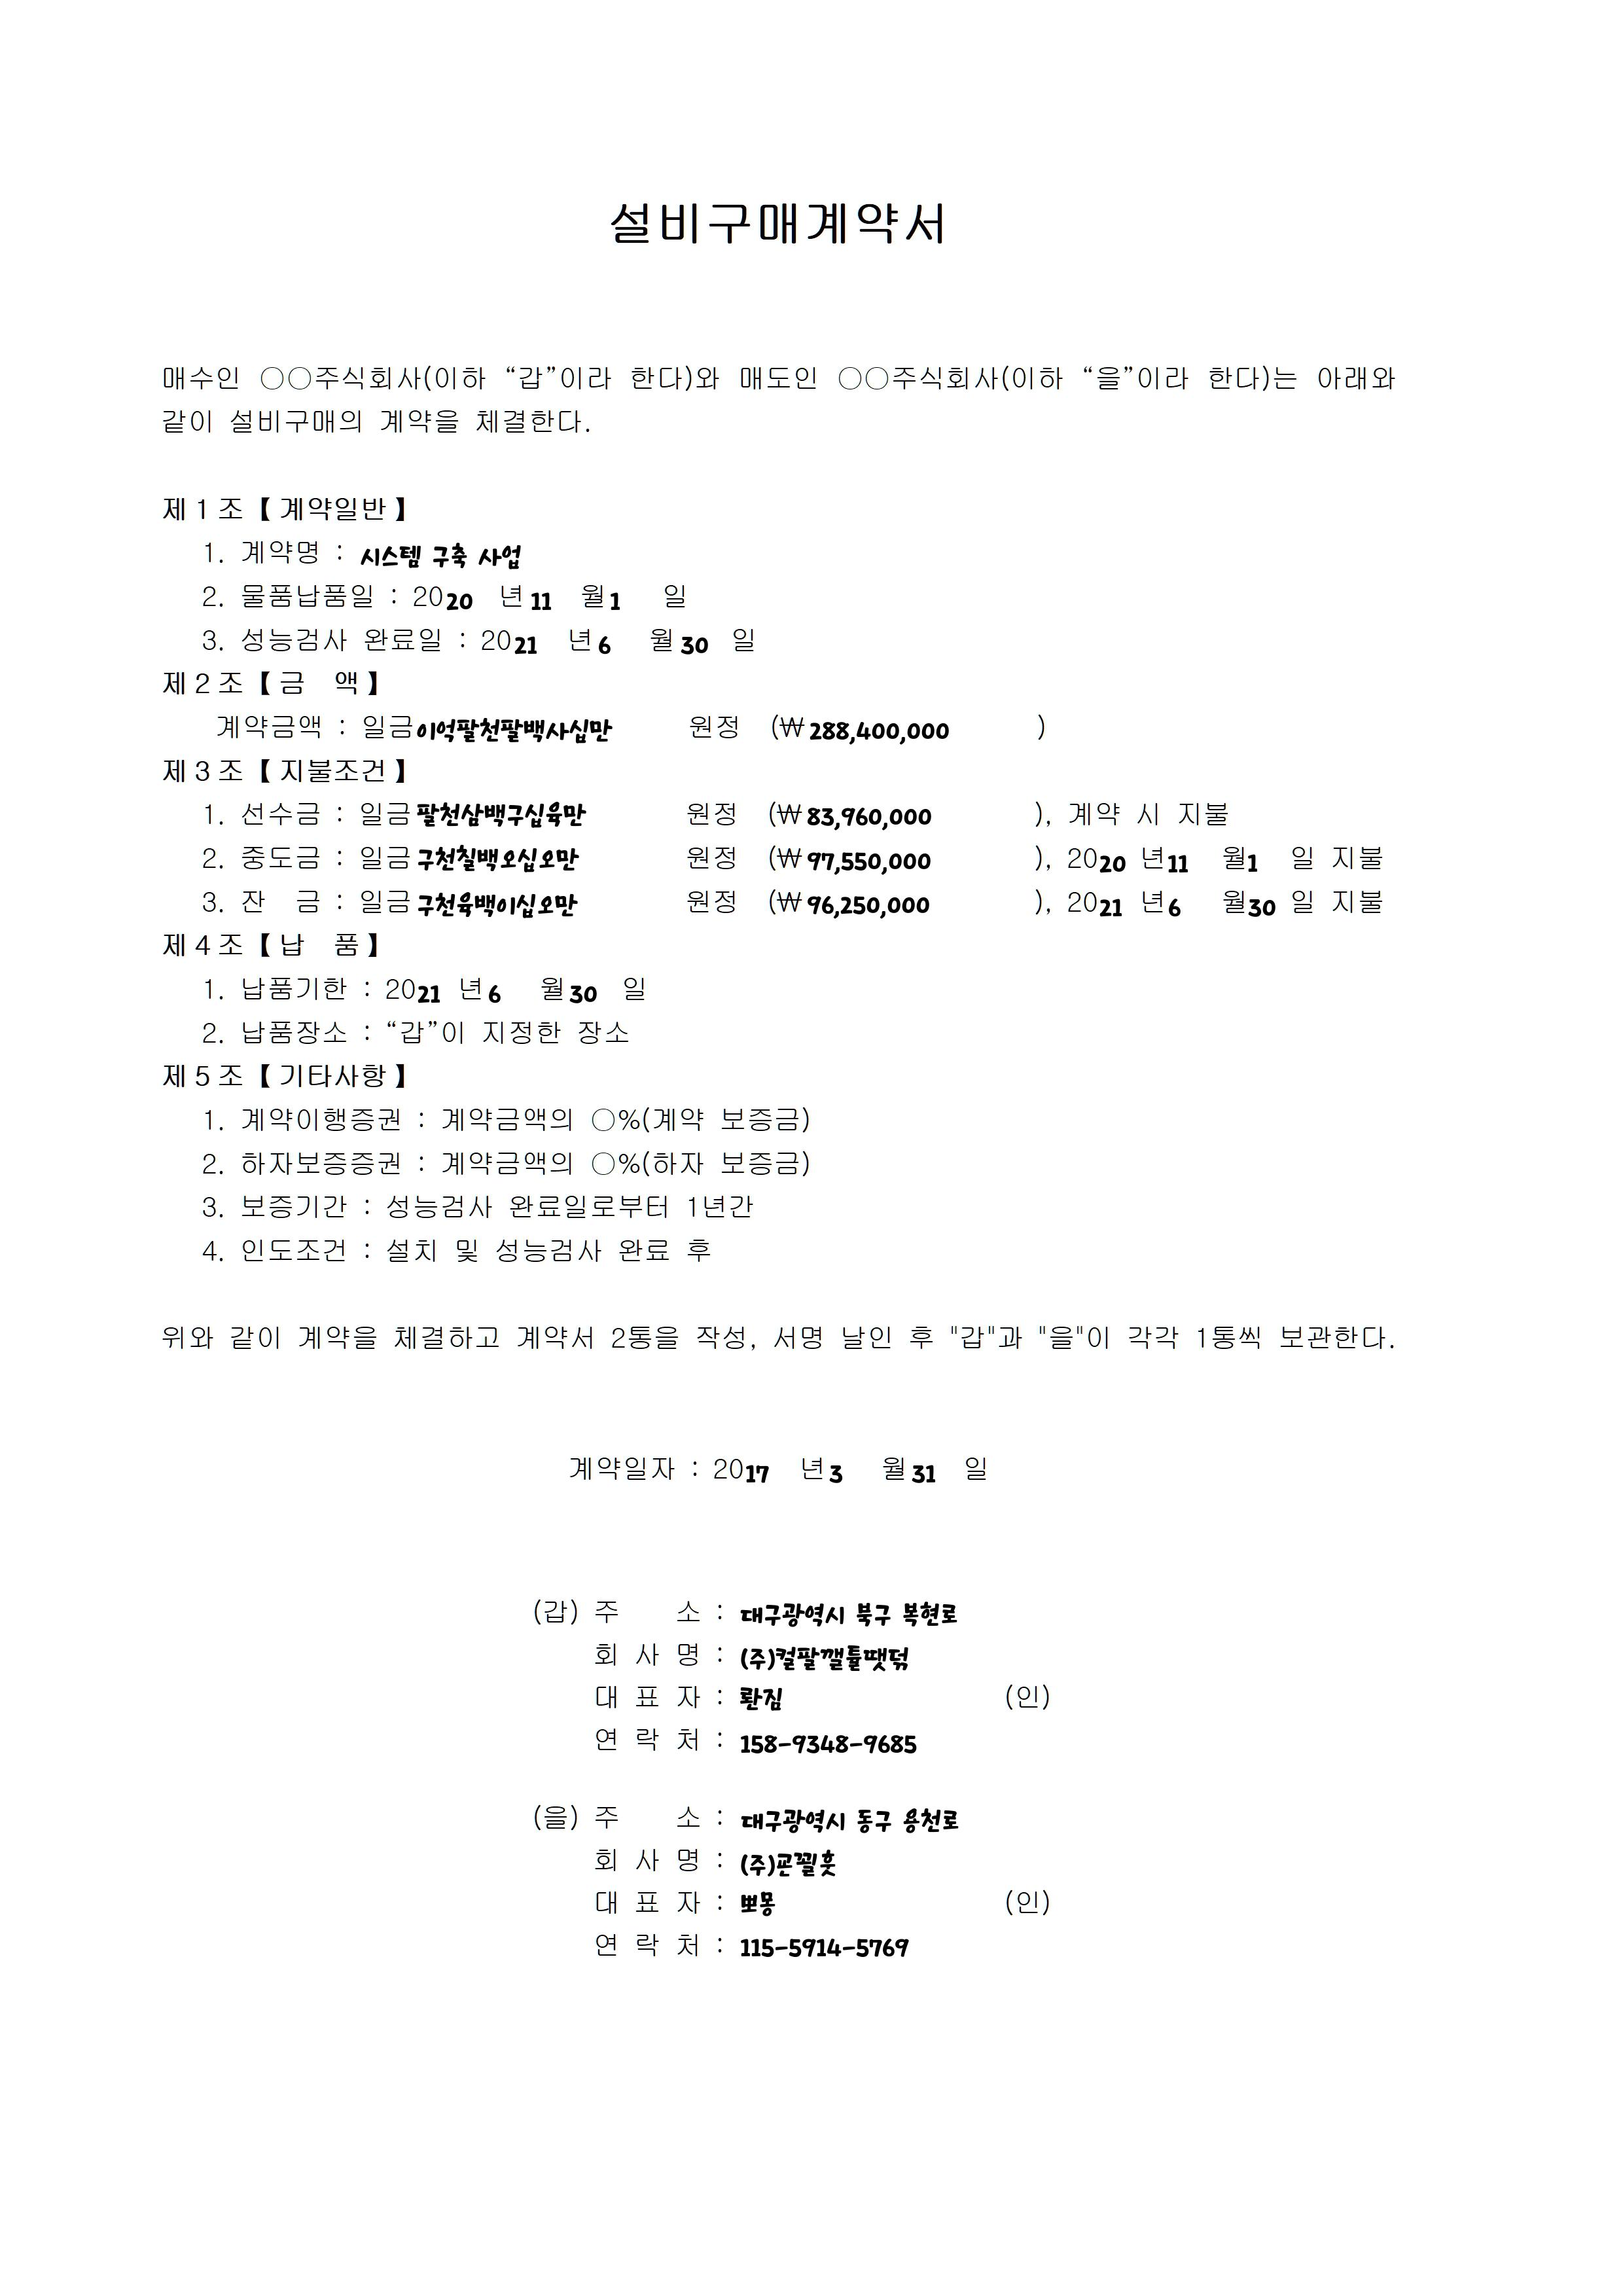 설비구매계약서
매수인 ○○주식회사(이하 “갑”이라 한다)와 매도인 ○○주식회사(이하 “을”이라 한다)는 아래와
같이 설비구매의 계약을 체결한다.
제 1 조 【 계약일반 】
1. 계약명 : 시스템 구축 사업
2. 물품납품일 : 2020 년 11 월 1 일
3. 성능검사 완료일 : 2021 년 6 월 30 일
제 2 조 【 금 액 】
계약금액 : 일금 이억팔천팔백사십만 원정 (₩ 288,400,000 )
제 3 조 【 지불조건 】
1. 선수금 : 일금 팔천삼백구십육만 원정 (₩ 83,960,000 ), 계약 시 지불
2. 중도금 : 일금 구천칠백오십오만 원정 (₩ 97,550,000 ), 2020 년 11 월 1 일 지불
3. 잔 금 : 일금 구천육백이십오만 원정 (₩ 96,250,000 ), 2021 년 6 월 30 일 지불
제 4 조 【 납 품 】
1. 납품기한 : 2021 년 6 월 30 일
2. 납품장소 : “갑”이 지정한 장소
제 5 조 【 기타사항 】
1. 계약이행증권 : 계약금액의 ○%(계약 보증금)
2. 하자보증증권 : 계약금액의 ○%(하자 보증금)
3. 보증기간 : 성능검사 완료일로부터 1년간
4. 인도조건 : 설치 및 성능검사 완료 후
위와 같이 계약을 체결하고 계약서 2통을 작성, 서명 날인 후 "갑"과 "을"이 각각 1통씩 보관한다.
계약일자 : 2017 년 3 월 31 일
(갑) 주 소 : 대구광역시 북구 복현로
회 사 명 :
대 표 자 : (인)
연 락 처 : 158-9348-9685
(을) 주 소 : 대구광역시 동구 용천로
회 사 명 :
대 표 자 : 뽀몽 (인)
연 락 처 : 115-5914-5769